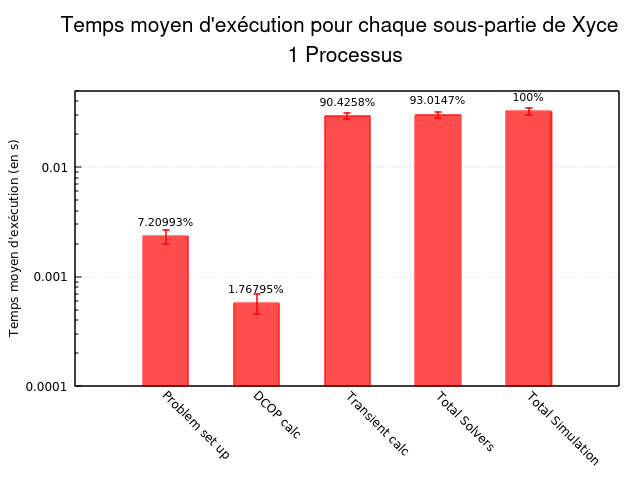 Temps moyen d'exécution pour chaque sous-partie de Xyce
1 Processus
Temps moyen d'exécution (en s)
0.01
0.001
0.0001
7.20993%
1.76795%
90.4258%
93.0147%
100%
Problem set up
DCOP calc
Transient calc
Total Solvers
Total Simulation